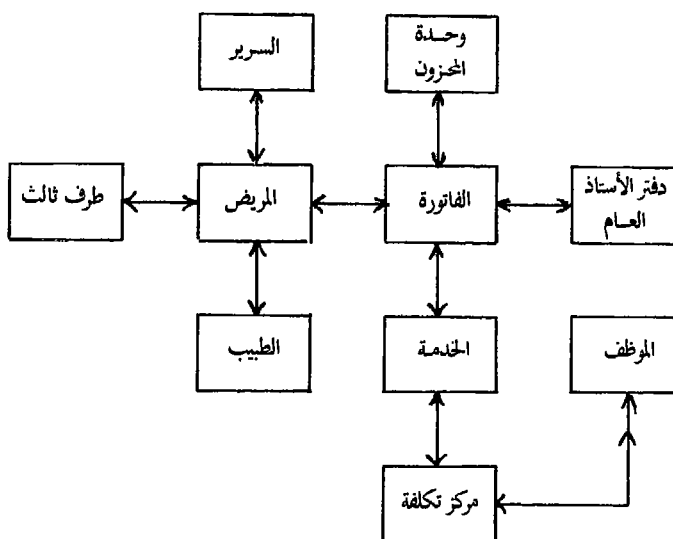 السرير
وحدة
المخزون
طرف ثالث
المريض
الفاتورة
دفتر الأستاذ
العام
الطبيب
الخدمة
الموظف
مركز تكلفة